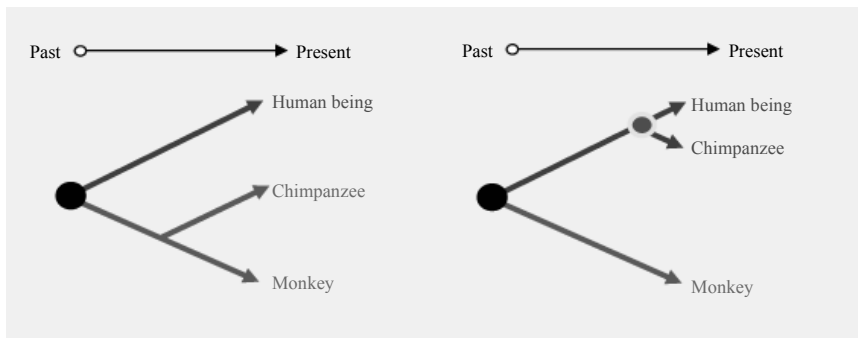 Past Present
Human being
Chimpanzee
Monkey
Past Present
Human being
Chimpanzee
Monkey